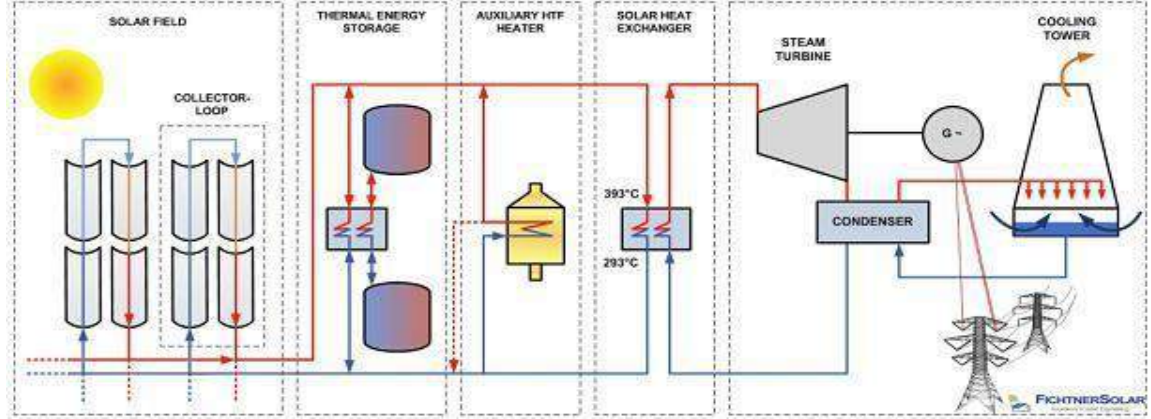 SOLAR FIELD
THERMAL ENERGY
STORAGE
AUXILIARY HTF
HEATER
SOLAR HEAT
EXCHANGER
STEAM
TURBINE
COOLING
TOWER
COLLECTOR-
LOOP
G ~
393°C
CONDENSER
293°C
FICHTNERSOLAR